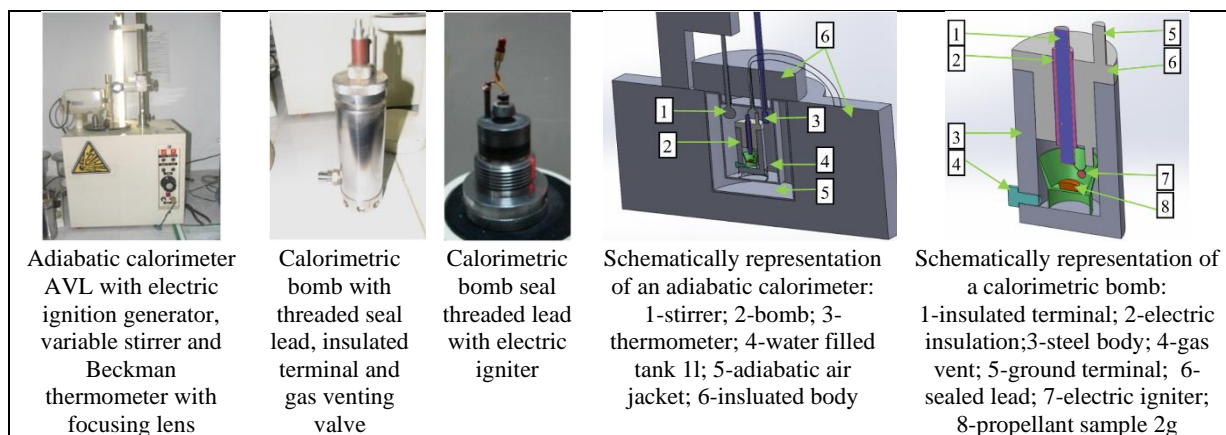 1
2
3
4
5
6
1
2
3
4
5
6
7
8
Adiabatic calorimeter
AVL with electric
ignition generator,
variable stirrer and
Beckman
thermometer with
focusing lens
Calorimetric
bomb with
threaded seal
lead, insulated
terminal and
gas venting
valve
Calorimetric
bomb seal
threaded lead
with electric
igniter
Schematically representation
of an adiabatic calorimeter:
1-stirrer; 2-bomb; 3-
thermometer; 4-water filled
tank 1l; 5-adiabatic air
jacket; 6-insluated body
Schematically representation of
a calorimetric bomb:
1-insulated terminal; 2-electric
insulation;3-steel body; 4-gas
vent; 5-ground terminal; 6-
sealed lead; 7-electric igniter;
8-propellant sample 2g